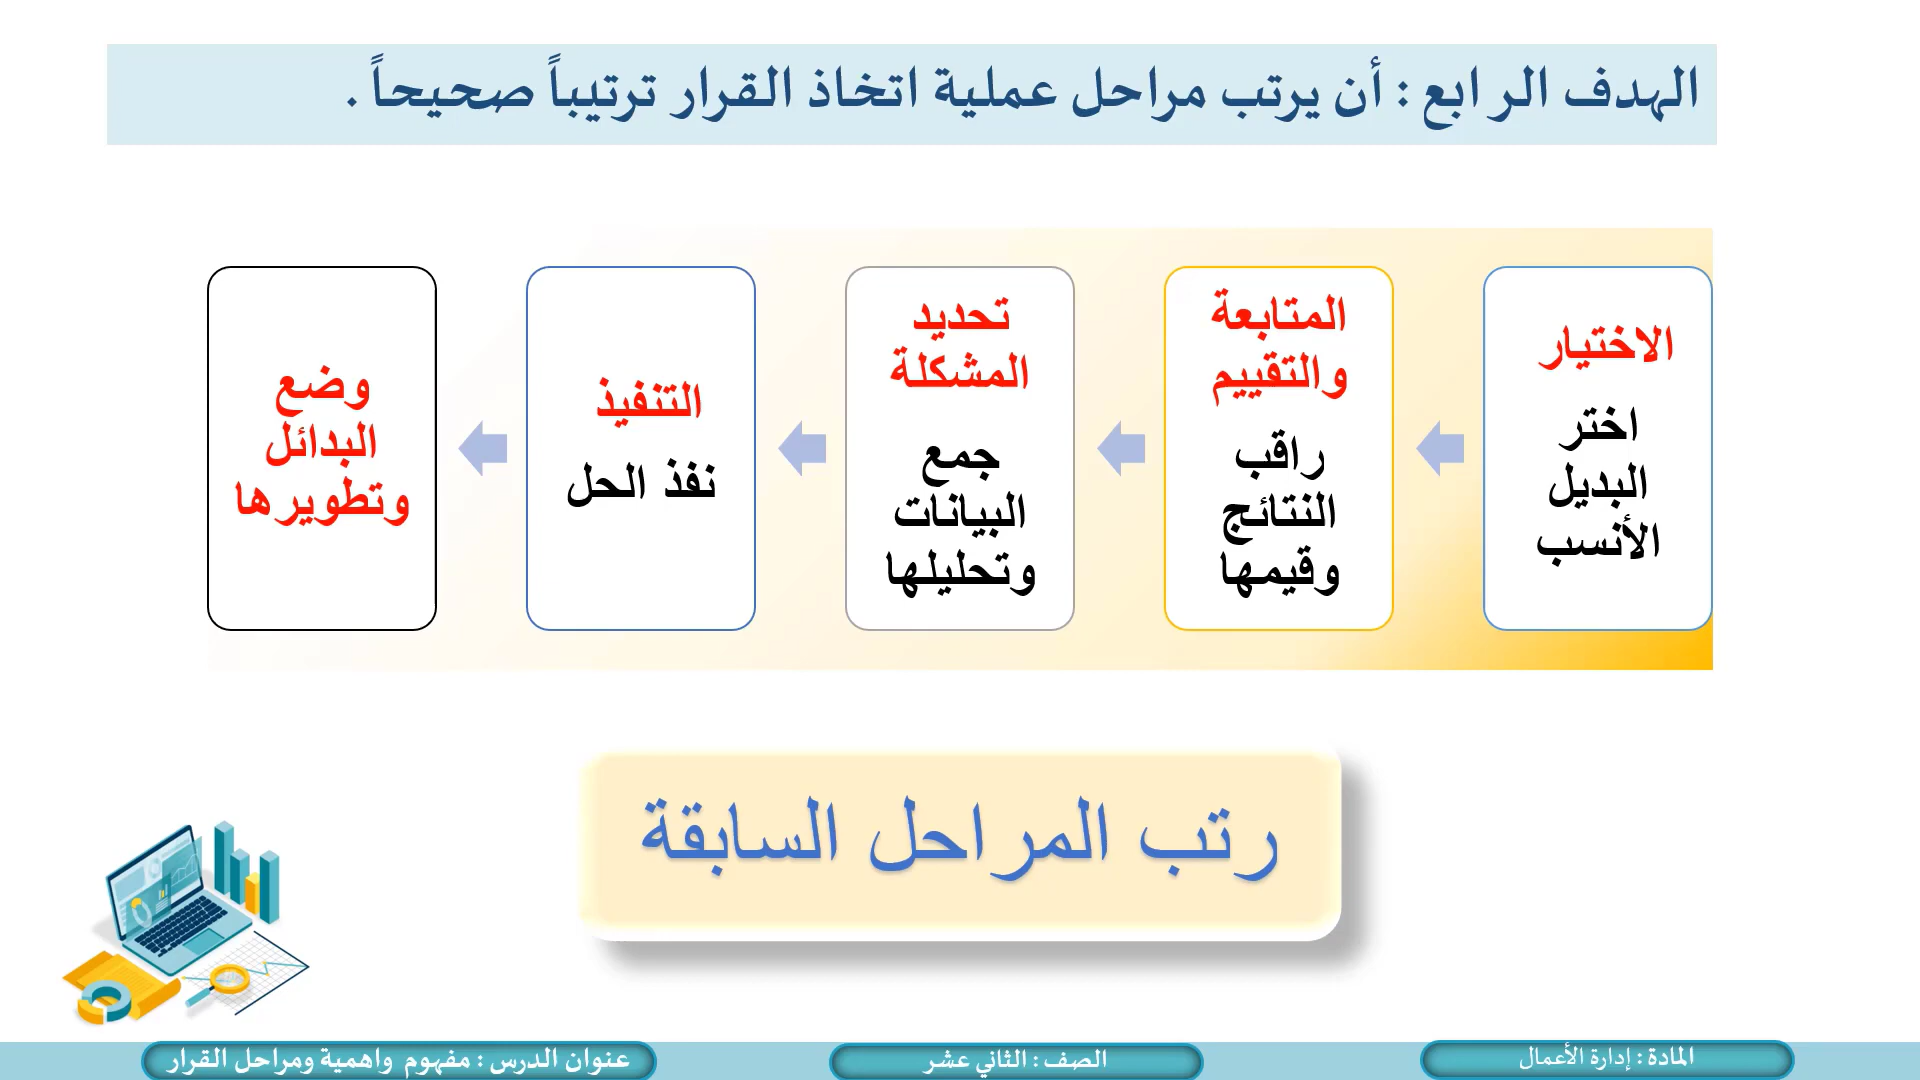 الهدف الرابع : أن يرتب مراحل عملية اتخاذ القرار ترتيباً صحيحاً .
الاختيار
اختر
البديل
الأنسب
المتابعة
والتقييم
راقب
النتائج
وقيمها
تحديد
المشكلة
جمع
البيانات
وتحليلها
التنفيذ
نفذ الحل
وضع
البدائل
وتطويرها
رتب المراحل السابقة
المادة : إدارة الأعمال
الصف : الثاني عشر
عنوان الدرس : مفهوم واهمية ومراحل القرار